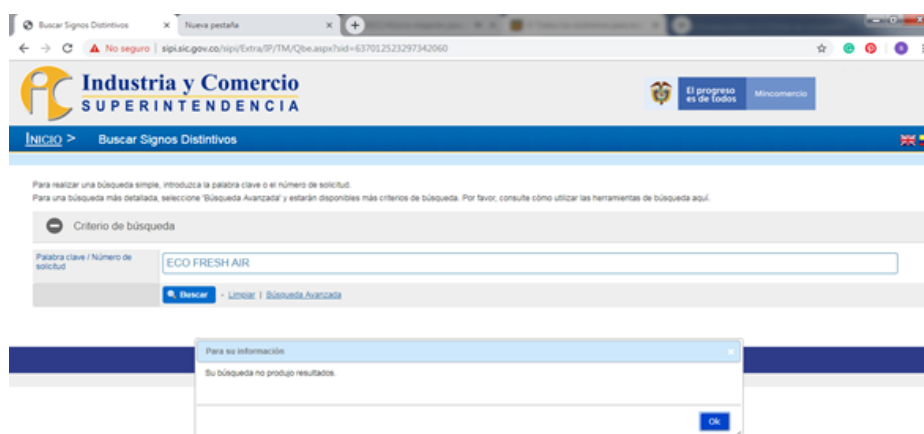 Buscar Signos Distintivos
Nueva pestaña
No seguro | sipi.sic.gov.co/sipi/Extra/IP/TM/Qbe.aspx?sid=637012523297342060
Industria y Comercio
SUPERINTENDENCIA
El progreso es de todos
Mincomercio
INICIO > Buscar Signos Distintivos
Para realizar una búsqueda simple, introduzca la palabra clave o el número de solicitud.
Para una búsqueda más detallada, seleccione 'Búsqueda Avanzada' y estarán disponibles más criterios de búsqueda. Por favor, consulte cómo utilizar las herramientas de búsqueda aquí.
Criterio de búsqueda
Palabra clave / Número de
solicitud
ECO FRESH AIR
Buscar - Limpiar | Búsqueda Avanzada
Para su información
Su búsqueda no produjo resultados.
Ok